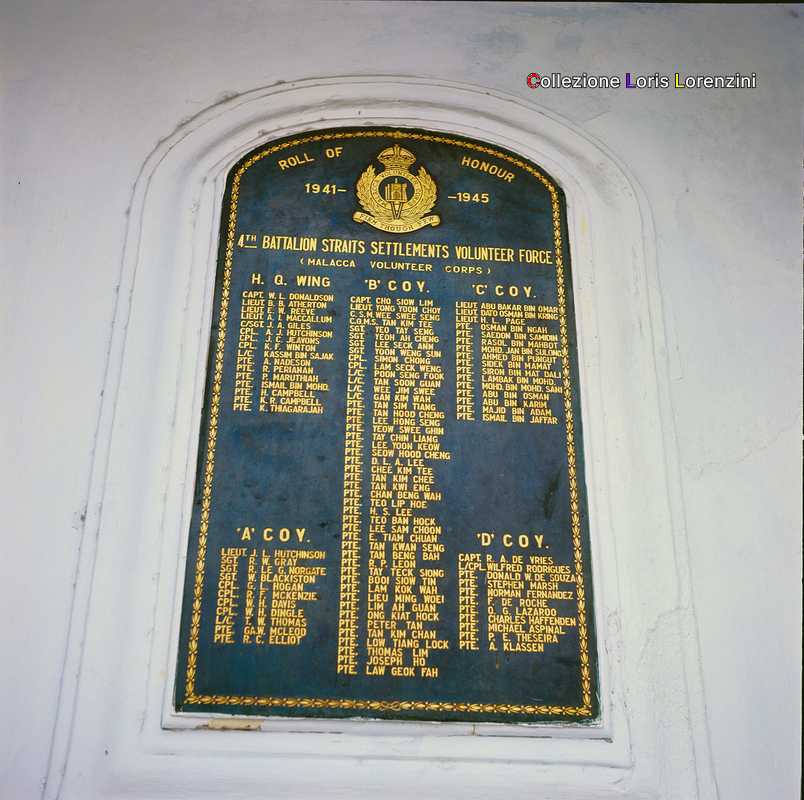 Collezione Loris Lorenzini
ROLL OF HONOUR
1941- -1945
4TH BATTALION STRAITS SETTLEMENTS VOLUNTEER FORCE
(MALACCA VOLUNTEER CORPS)
H. Q. WING
CAPT. W. L. DONALDSON
LIEUT. B. B. ATHERTON
LIEUT. E. W. REEVE
LIEUT. A. I. MACCALLUM
C/SGT. J. A. GILES
CPL. A. J. HUTCHINSON
CPL. J. C. JEAVONS
CPL. K. F. WINTON
L/C. KASSIM BIN SAJAK
PTE. A. NADESON
PTE. R. PERIANAN
PTE. P. MARUTHIAH
PTE. ISMAIL BIN MOHD.
PTE. H. CAMPBELL
PTE. K. R. CAMPBELL
PTE. K. THIAGARAJAH
'A' COY.
LIEUT. J. L. HUTCHINSON
SGT. R. W. GRAY
SGT. R. LE G. NORGATE
SGT. W. BLACKISTON
CPL. G. L. HOGAN
CPL. R. F. MCKENZIE
CPL. W. H. DAVIS
CPL. W. H. DINGLE
L/C. T. W. THOMAS
PTE. G.A.W. MCLEOD
PTE. R. C. ELLIOT
'B' COY.
CAPT. CHO SIOW LIM
LIEUT. YONG YOON CHOY
C.S.M. WEE SWEE SENG
C.Q.M.S. TAN KIM TEE
SGT. TEO TAY SENG
SGT. YEOH AH CHENG
SGT. LEE SECK ANN
SGT. YOON WENG SUN
CPL. SIMON CHONG
CPL. LAM SECK WENG
L/C. POON SENG FOOK
L/C. TAN SOON GUAN
L/C. WEE JIM SWEE
L/C. GAN KIM WAH
PTE. TAN SIM TIANG
PTE. TAN HOOD CHENG
PTE. LEE HONG SENG
PTE. YEOW SWEE GHIN
PTE. TAY CHIN LIANG
PTE. LEE YOON KEOW
PTE. SEOW HOOD CHENG
PTE. D. L. A. LEE
PTE. CHEE KIM TEE
PTE. TAN KIM CHEE
PTE. TAN KWI ENG
PTE. CHAN BENG WAH
PTE. TEO LIP HOE
PTE. H. S. LEE
PTE. TEO BAN HOCK
PTE. LEE SAM CHOON
PTE. E. TIAM CHUAN
PTE. TAN KWAN SENG
PTE. TAN BENG BAH
PTE. R. P. LEON
PTE. TAY TECK SIONG
PTE. BOOI SIOW TIN
PTE. LAM KOK WAH
PTE. LIEU MING WOEI
PTE. LIM AH GUAN
PTE. ONG KIAT HOCK
PTE. PETER TAN
PTE. TAN KIM CHAN
PTE. LOW TIANG LOCK
PTE. THOMAS LIM
PTE. JOSEPH HO
PTE. LAW GEOK FAH
'C' COY.
LIEUT. ABU BAKAR BIN OMAR
LIEUT. DATO OSMAN BIN KRING
LIEUT. H. L. PAGE
PTE. OSMAN BIN NGAH
PTE. SAEDON BIN SAMIDIN
PTE. RASOL BIN MAHBOT
PTE. MOHD. JAN BIN SULONG
PTE. AHMED BIN PUNGUT
PTE. SIDEK BIN MAMAT
PTE. SIRON BIN MAT DALI
PTE. LAMBAK BIN MOHD.
PTE. MOHD. BIN MOHD. SANI
PTE. ABU BIN OSMAN
PTE. ABU BIN KARIM
PTE. MAJID BIN ADAM
PTE. ISMAIL BIN JAFFAR
'D' COY.
CAPT. R. A. DE VRIES
L/CPL. WILFRED RODRIGUES
PTE. DONALD W. DE SOUZA
PTE. STEPHEN MARSH
PTE. NORMAN FERNANDEZ
PTE. F. DE ROCHE
PTE. O. G. LAZAROO
PTE. CHARLES HAFFENDEN
PTE. MICHAEL ASPINAL
PTE. P. E. THESEIRA
PTE. A. KLASSEN